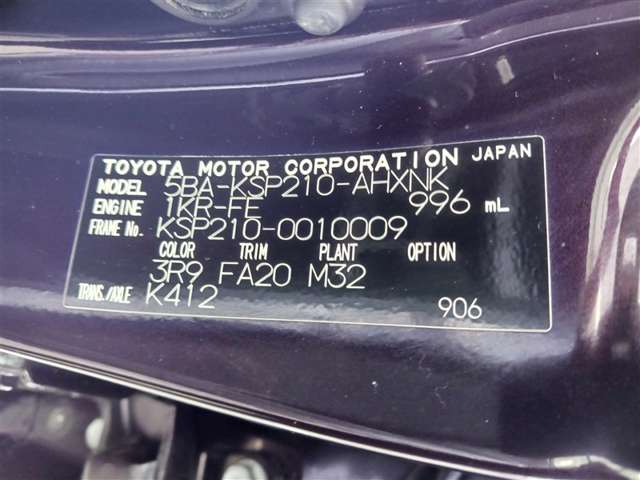 TOYOTA MOTOR CORPORATION JAPAN
MODEL 5BA-KSP210-AHXNK
ENGINE 1KR-FE 996 mL
FRAME No. KSP210-0010009
COLOR TRIM PLANT OPTION
3R9 FA20 M32
TRANS./AXLE K412
906